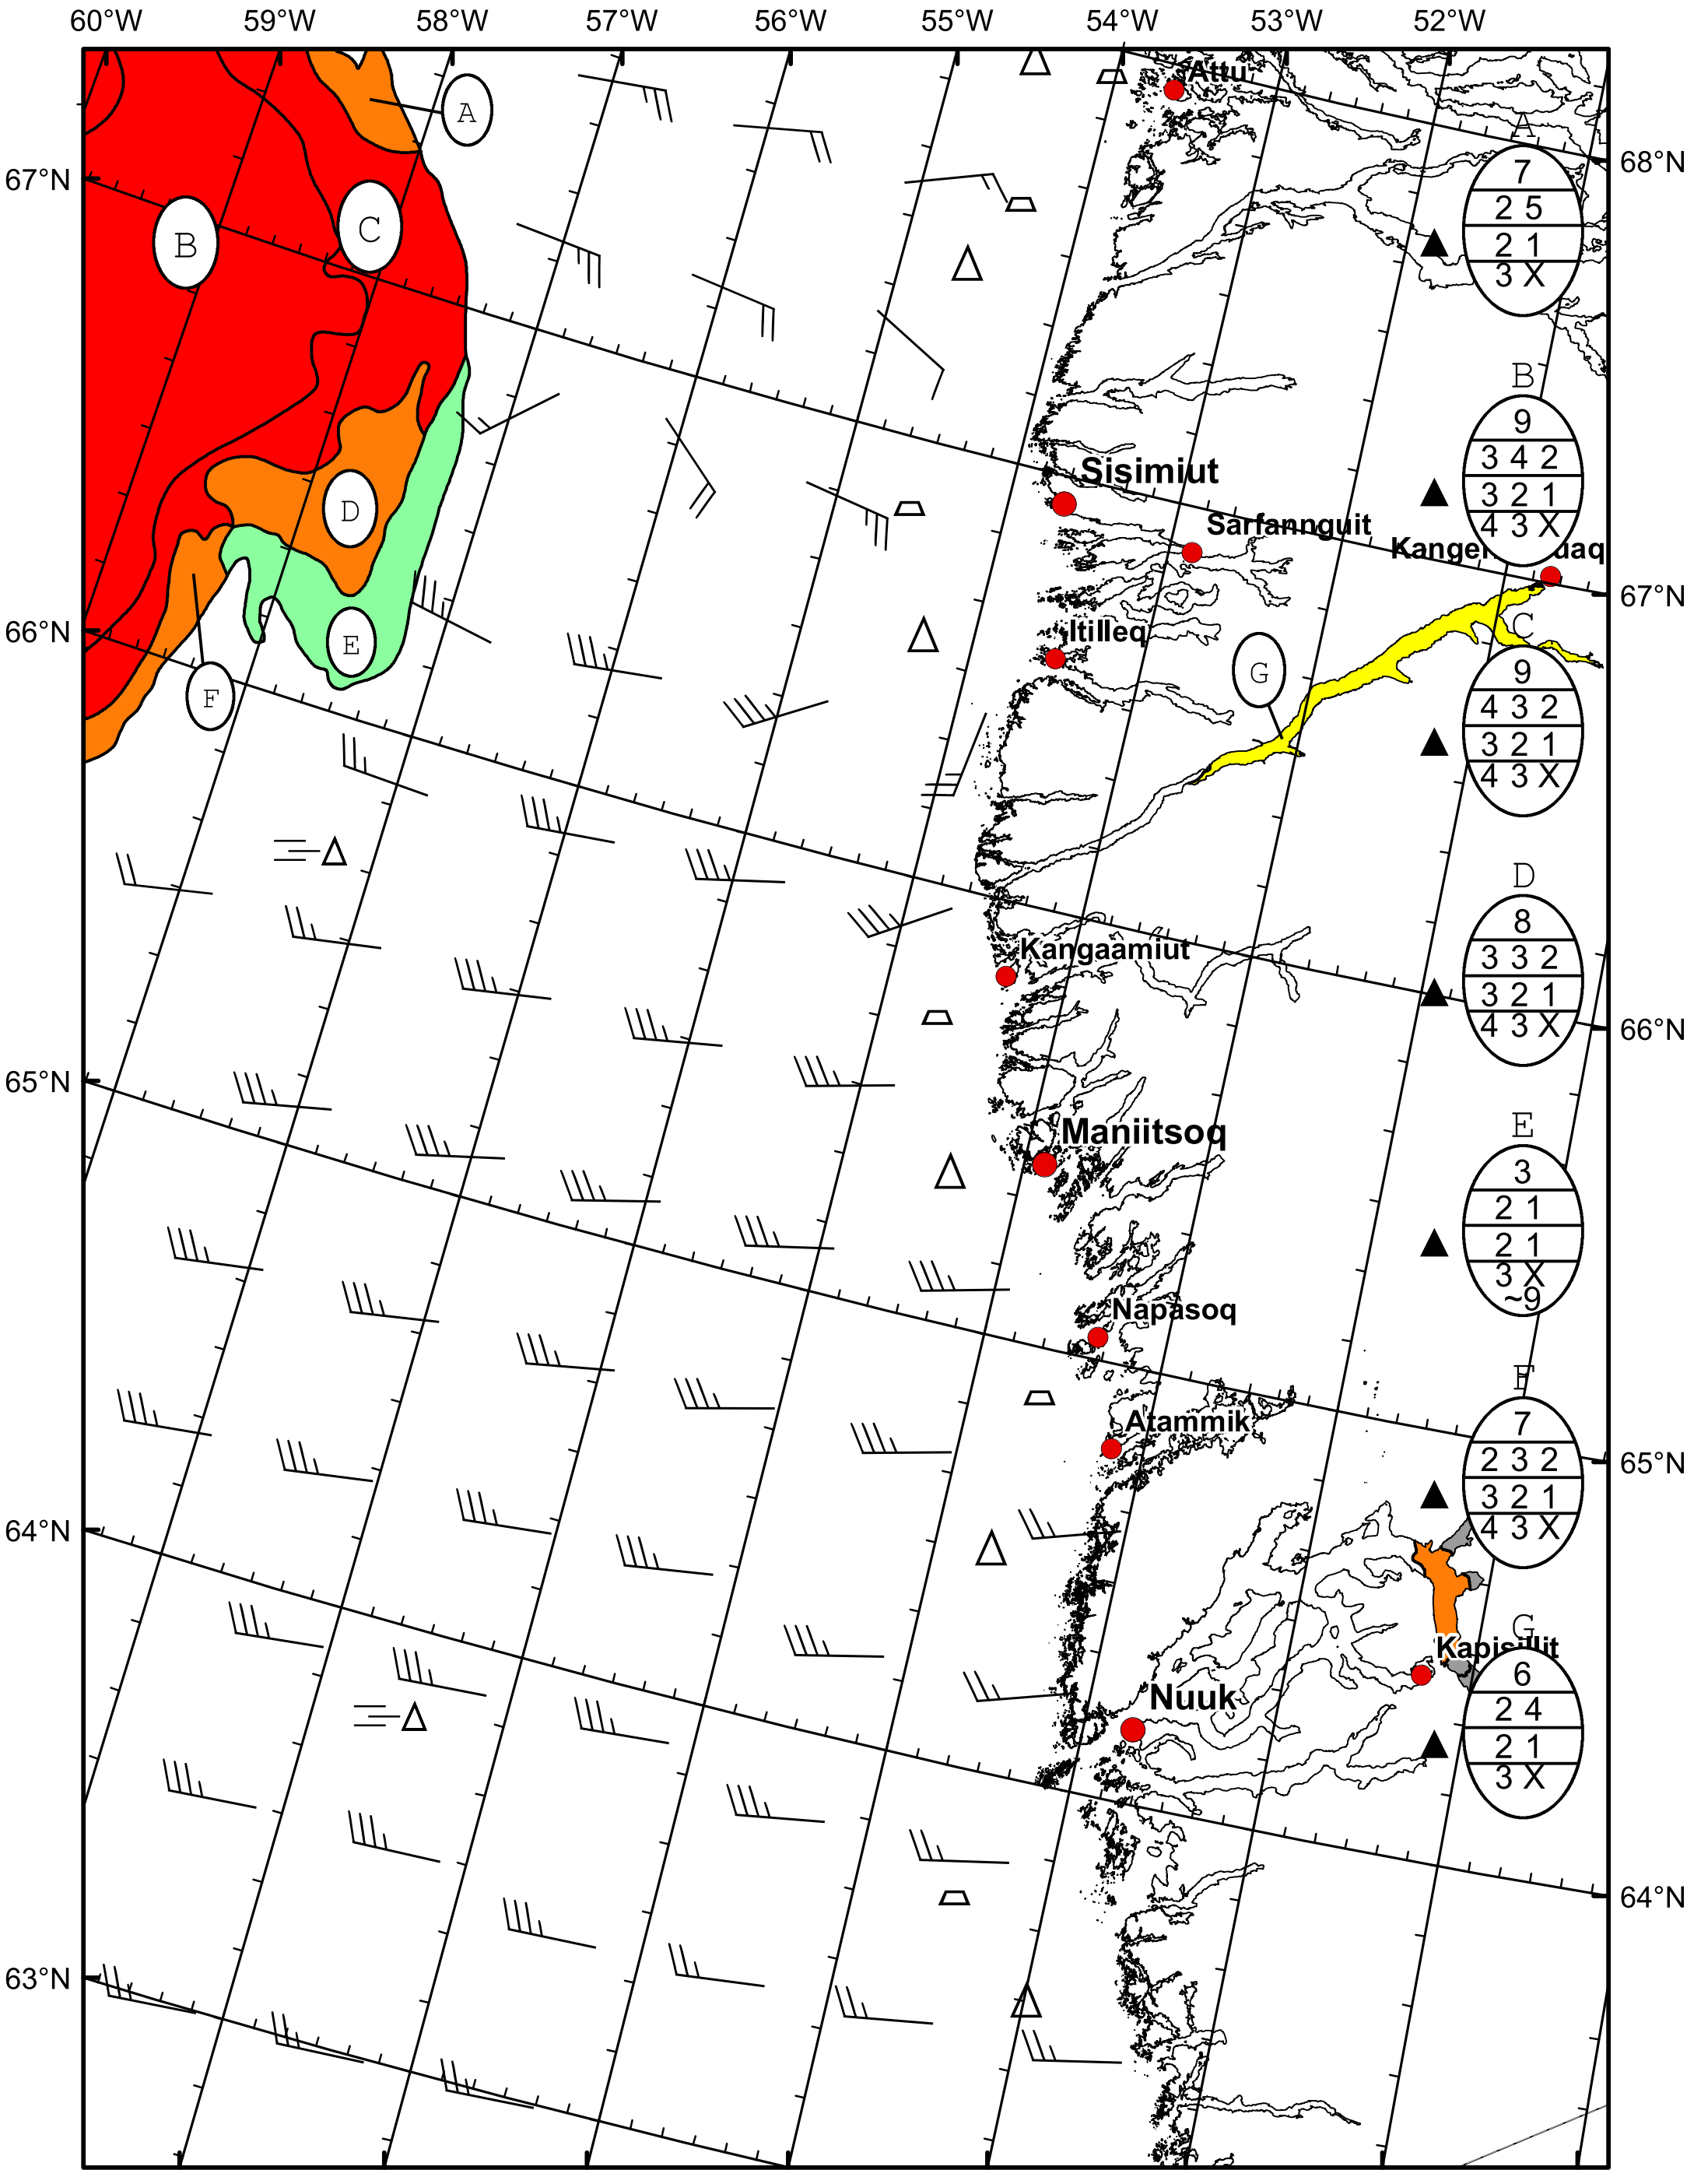 60°W 59°W 58°W 57°W 56°W 55°W 54°W 53°W 52°W
Attu
A
A
68°N
67°N
7
2 5
2 1
3 X
B
C
B
9
3 4 2
3 2 1
4 3 X
Sisimiut
D
Sarfannguit
67°N
66°N
E
Itilleq
C
F
G
9
4 3 2
3 2 1
4 3 X
D
8
3 3 2
3 2 1
4 3 X
Kangaamiut
66°N
65°N
Maniitsoq
E
3
2 1
2 1
3 X
~9
Napasoq
F
7
2 3 2
3 2 1
4 3 X
Atammik
65°N
64°N
G
Kapisillit
6
2 4
2 1
3 X
Nuuk
64°N
63°N